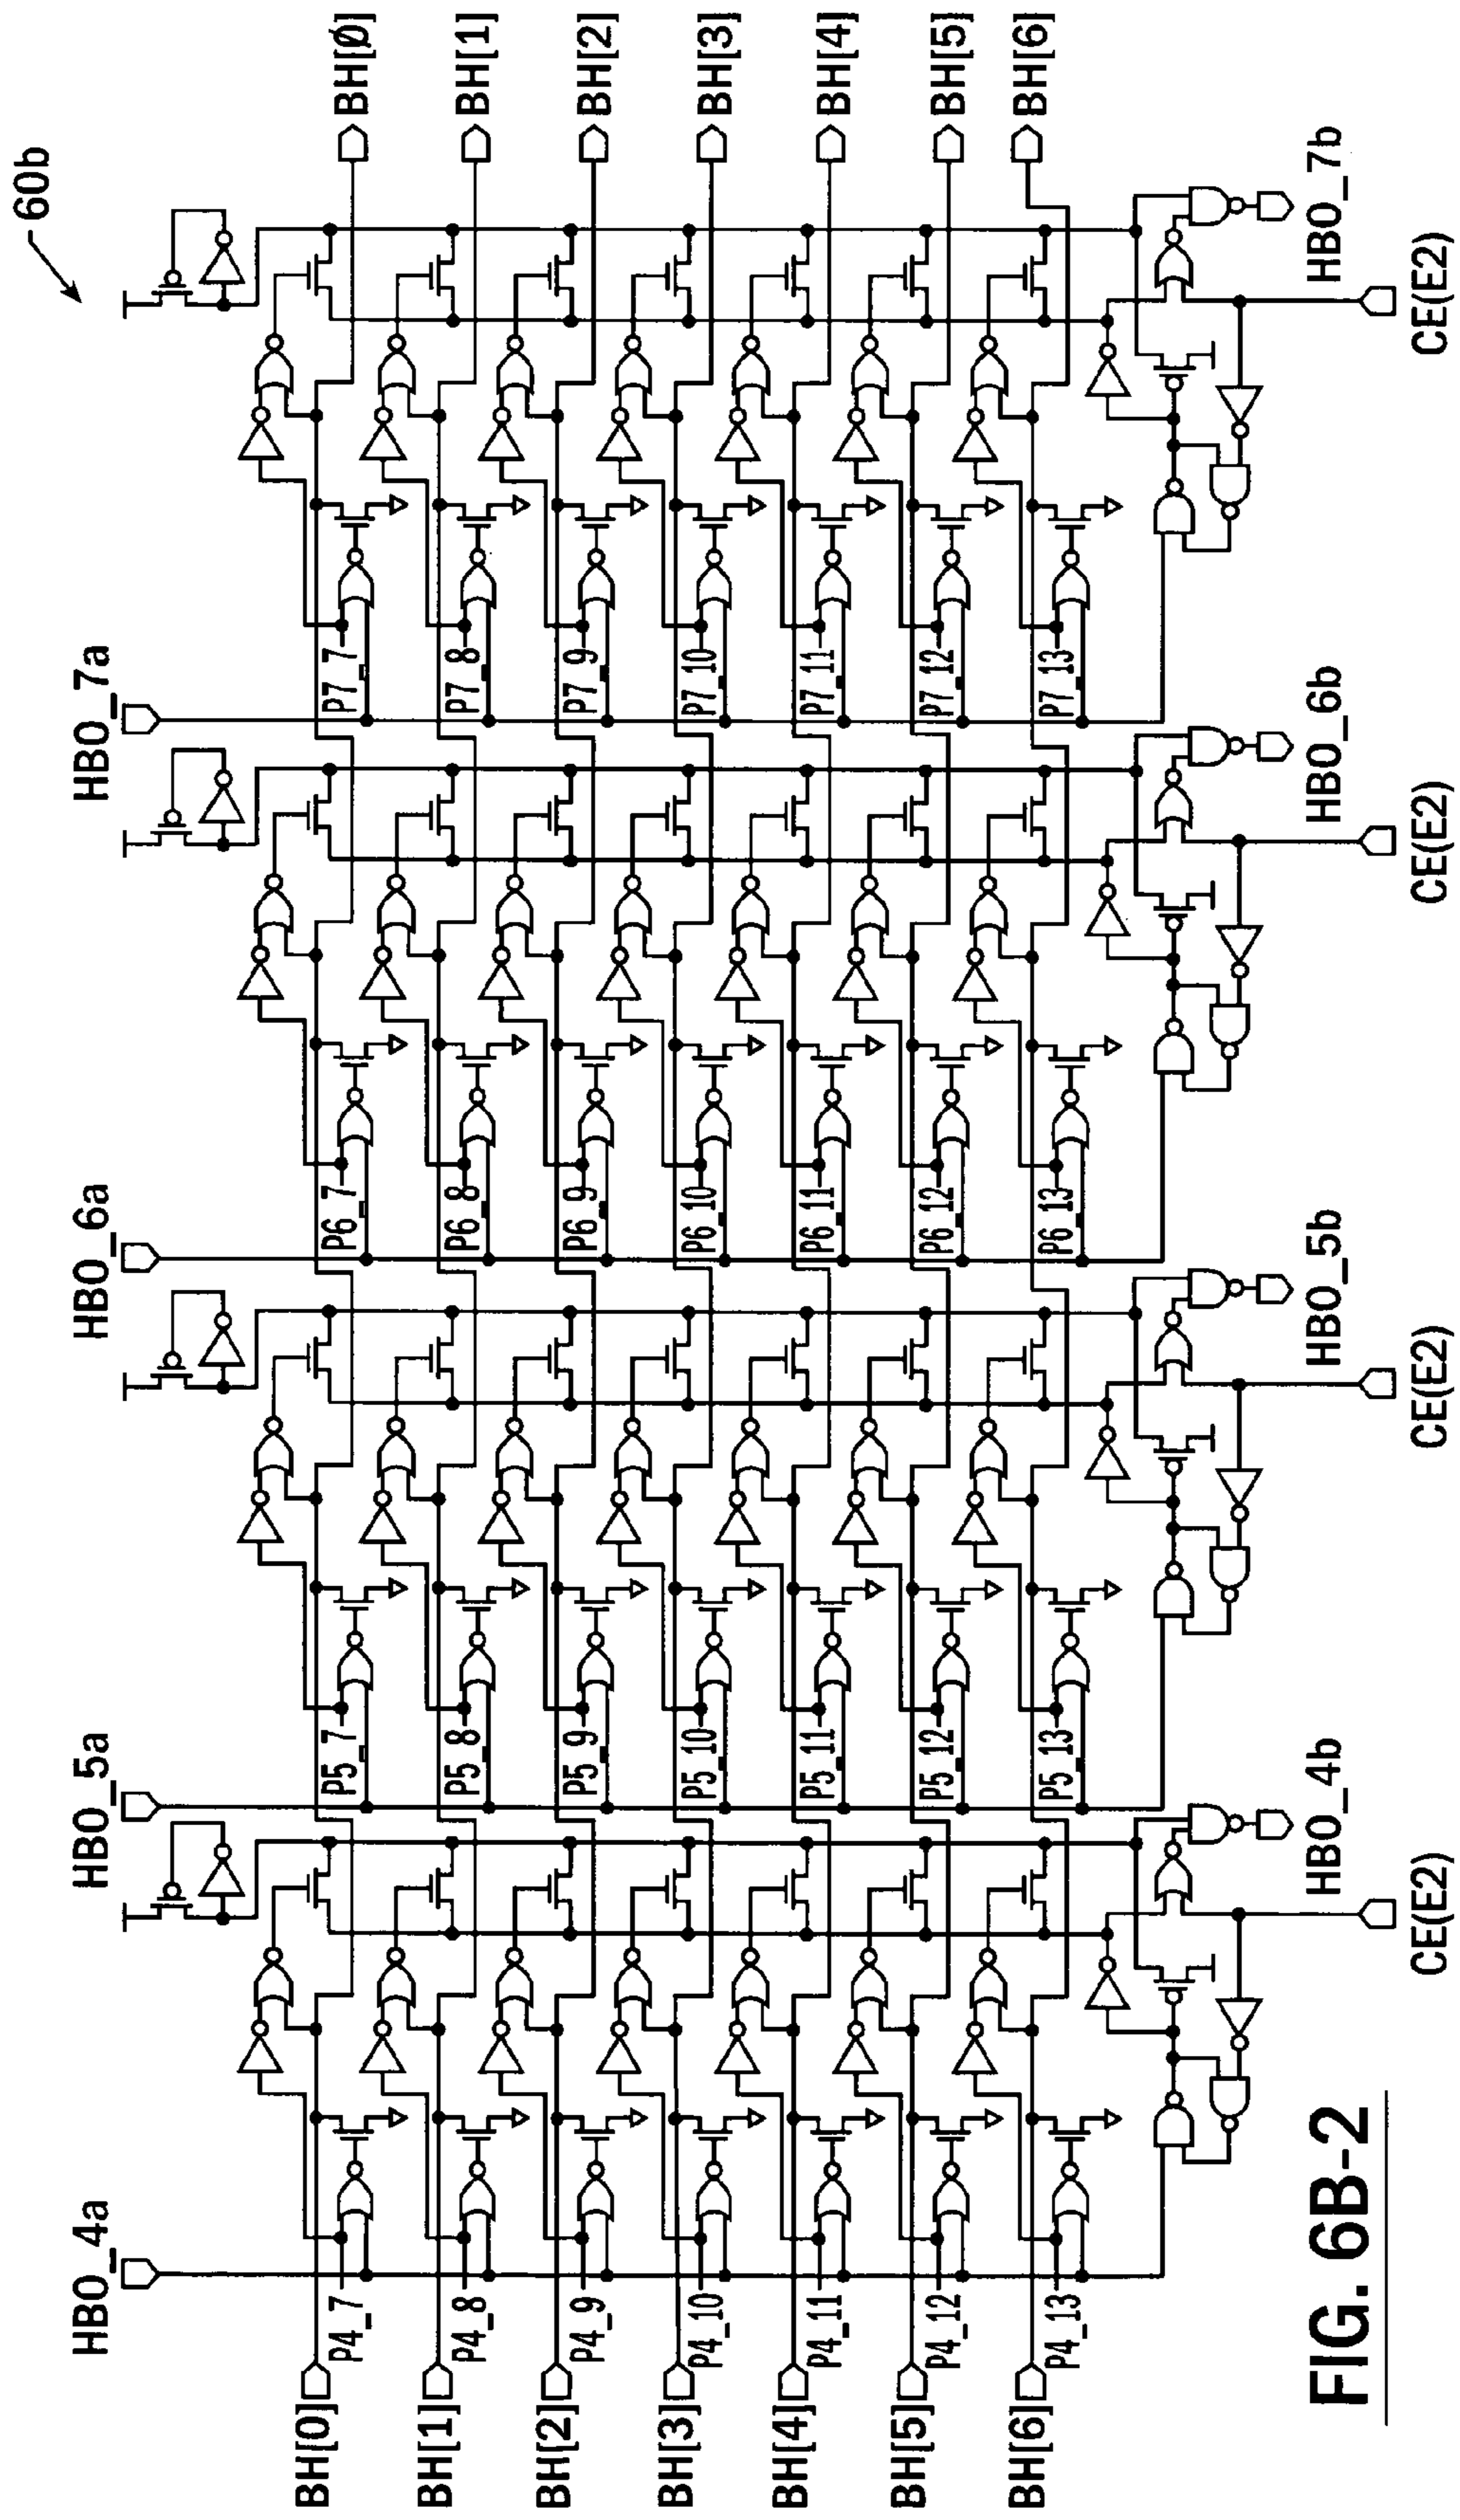 60b
HBO_4a
HBO_5a
HBO_6a
HBO_7a
BH[0]
BH[1]
BH[2]
BH[3]
BH[4]
BH[5]
BH[6]
P4_7
P4_8
P4_9
P4_10
P4_11
P4_12
P4_13
P5_7
P5_8
P5_9
P5_10
P5_11
P5_12
P5_13
P6_7
P6_8
P6_9
P6_10
P6_11
P6_12
P6_13
P7_7
P7_8
P7_9
P7_10
P7_11
P7_12
P7_13
BH[0]
BH[1]
BH[2]
BH[3]
BH[4]
BH[5]
BH[6]
HBO_4b
HBO_5b
HBO_6b
HBO_7b
CE(E2)
CE(E2)
CE(E2)
CE(E2)
FIG. 6B-2